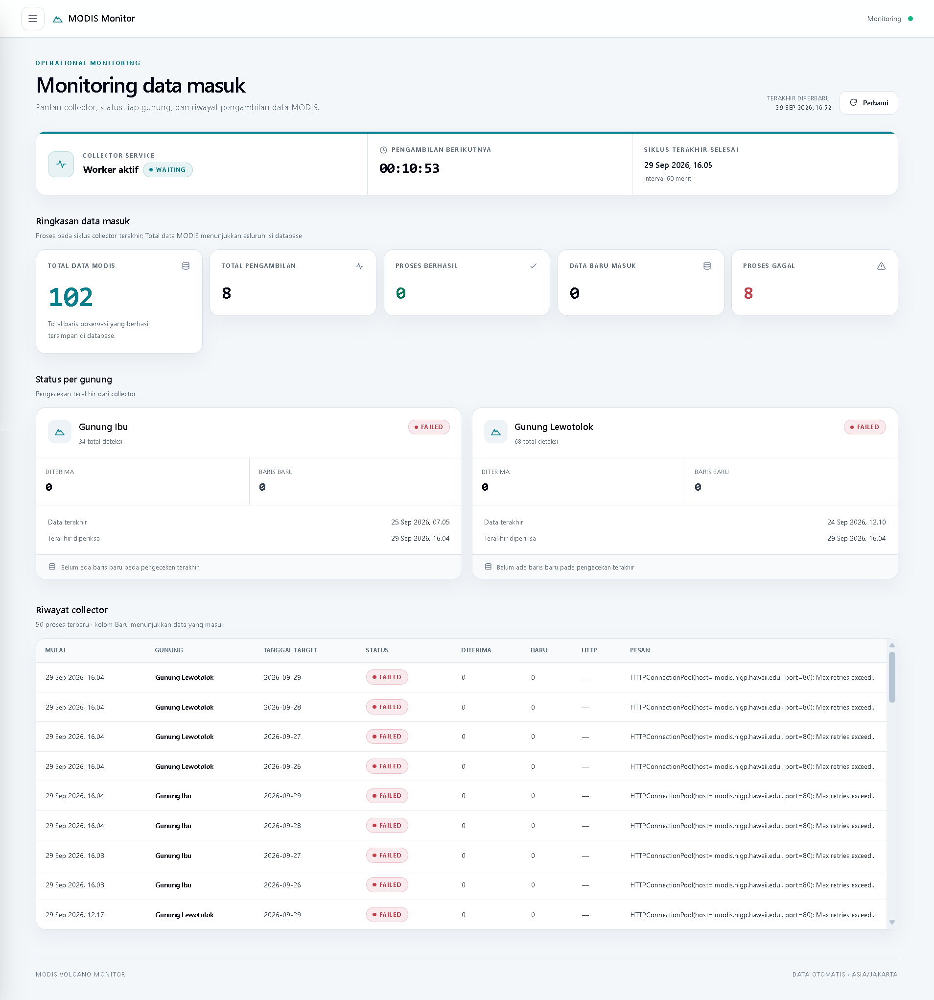 MODIS Monitor
Monitoring
OPERATIONAL MONITORING
Monitoring data masuk
Pantau collector, status tiap gunung, dan riwayat pengambilan data MODIS.
TERAKHIR DIPERBARUI
29 SEP 2026, 16.52
Perbarui
COLLECTOR SERVICE
Worker aktif WAITING
PENGAMBILAN BERIKUTNYA
00:10:53
SIKLUS TERAKHIR SELESAI
29 Sep 2026, 16.05
Interval 60 menit
Ringkasan data masuk
Proses pada siklus collector terakhir; Total data MODIS menunjukkan seluruh isi database
TOTAL DATA MODIS
102
Total baris observasi yang berhasil
tersimpan di database.
TOTAL PENGAMBILAN
8
PROSES BERHASIL
0
DATA BARU MASUK
0
PROSES GAGAL
8
Status per gunung
Pengecekan terakhir dari collector
Gunung Ibu FAILED
34 total deteksi
DITERIMA
0
BARIS BARU
0
Data terakhir 25 Sep 2026, 07.05
Terakhir diperiksa 29 Sep 2026, 16.04
Belum ada baris baru pada pengecekan terakhir
Gunung Lewotolok FAILED
68 total deteksi
DITERIMA
0
BARIS BARU
0
Data terakhir 24 Sep 2026, 12.10
Terakhir diperiksa 29 Sep 2026, 16.04
Belum ada baris baru pada pengecekan terakhir
Riwayat collector
50 proses terbaru · kolom Baru menunjukkan data yang masuk
MULAI GUNUNG TANGGAL TARGET STATUS DITERIMA BARU HTTP PESAN
29 Sep 2026, 16.04 Gunung Lewotolok 2026-09-29 FAILED 0 0 — HTTPConnectionPool(host='modis.higp.hawaii.edu', port=80): Max retries exceed...
29 Sep 2026, 16.04 Gunung Lewotolok 2026-09-28 FAILED 0 0 — HTTPConnectionPool(host='modis.higp.hawaii.edu', port=80): Max retries exceed...
29 Sep 2026, 16.04 Gunung Lewotolok 2026-09-27 FAILED 0 0 — HTTPConnectionPool(host='modis.higp.hawaii.edu', port=80): Max retries exceed...
29 Sep 2026, 16.04 Gunung Lewotolok 2026-09-26 FAILED 0 0 — HTTPConnectionPool(host='modis.higp.hawaii.edu', port=80): Max retries exceed...
29 Sep 2026, 16.04 Gunung Ibu 2026-09-29 FAILED 0 0 — HTTPConnectionPool(host='modis.higp.hawaii.edu', port=80): Max retries exceed...
29 Sep 2026, 16.04 Gunung Ibu 2026-09-28 FAILED 0 0 — HTTPConnectionPool(host='modis.higp.hawaii.edu', port=80): Max retries exceed...
29 Sep 2026, 16.03 Gunung Ibu 2026-09-27 FAILED 0 0 — HTTPConnectionPool(host='modis.higp.hawaii.edu', port=80): Max retries exceed...
29 Sep 2026, 16.03 Gunung Ibu 2026-09-26 FAILED 0 0 — HTTPConnectionPool(host='modis.higp.hawaii.edu', port=80): Max retries exceed...
29 Sep 2026, 12.17 Gunung Lewotolok 2026-09-29 FAILED 0 0 — HTTPConnectionPool(host='modis.higp.hawaii.edu', port=80): Max retries exceed...
MODIS VOLCANO MONITOR
DATA OTOMATIS · ASIA/JAKARTA